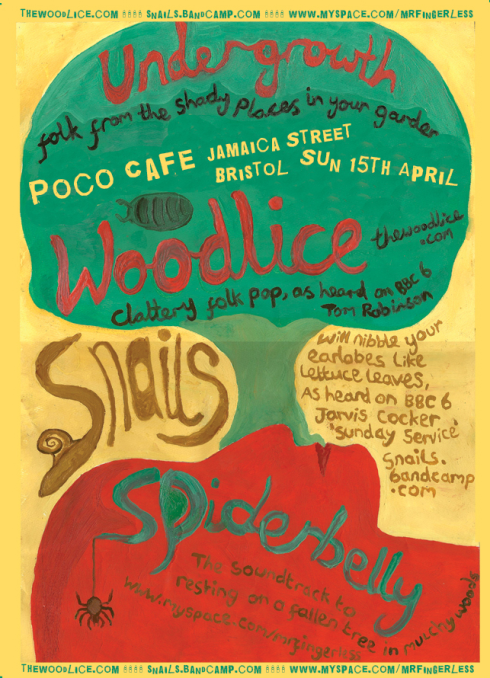 THEWOODLICE.COM SNAILS.BANDCAMP.COM WWW.MYSPACE.COM/MRFINGERLESS
Undergrowth
folk from the shady places in your garden
POCO CAFE JAMAICA STREET
BRISTOL SUN 15TH APRIL
Woodlice
thewoodlice
.com
clattery folk pop, as heard on BBC 6
Tom Robinson
Snails
Will nibble your
earlobes like
lettuce leaves,
As heard on BBC 6
Jarvis Cocker
'Sunday Service'
snails.
bandcamp
.com
Spiderbelly
The soundtrack to
resting on a fallen tree in mulchy woods
www.myspace.com/mrfingerless
THEWOODLICE.COM SNAILS.BANDCAMP.COM WWW.MYSPACE.COM/MRFINGERLESS